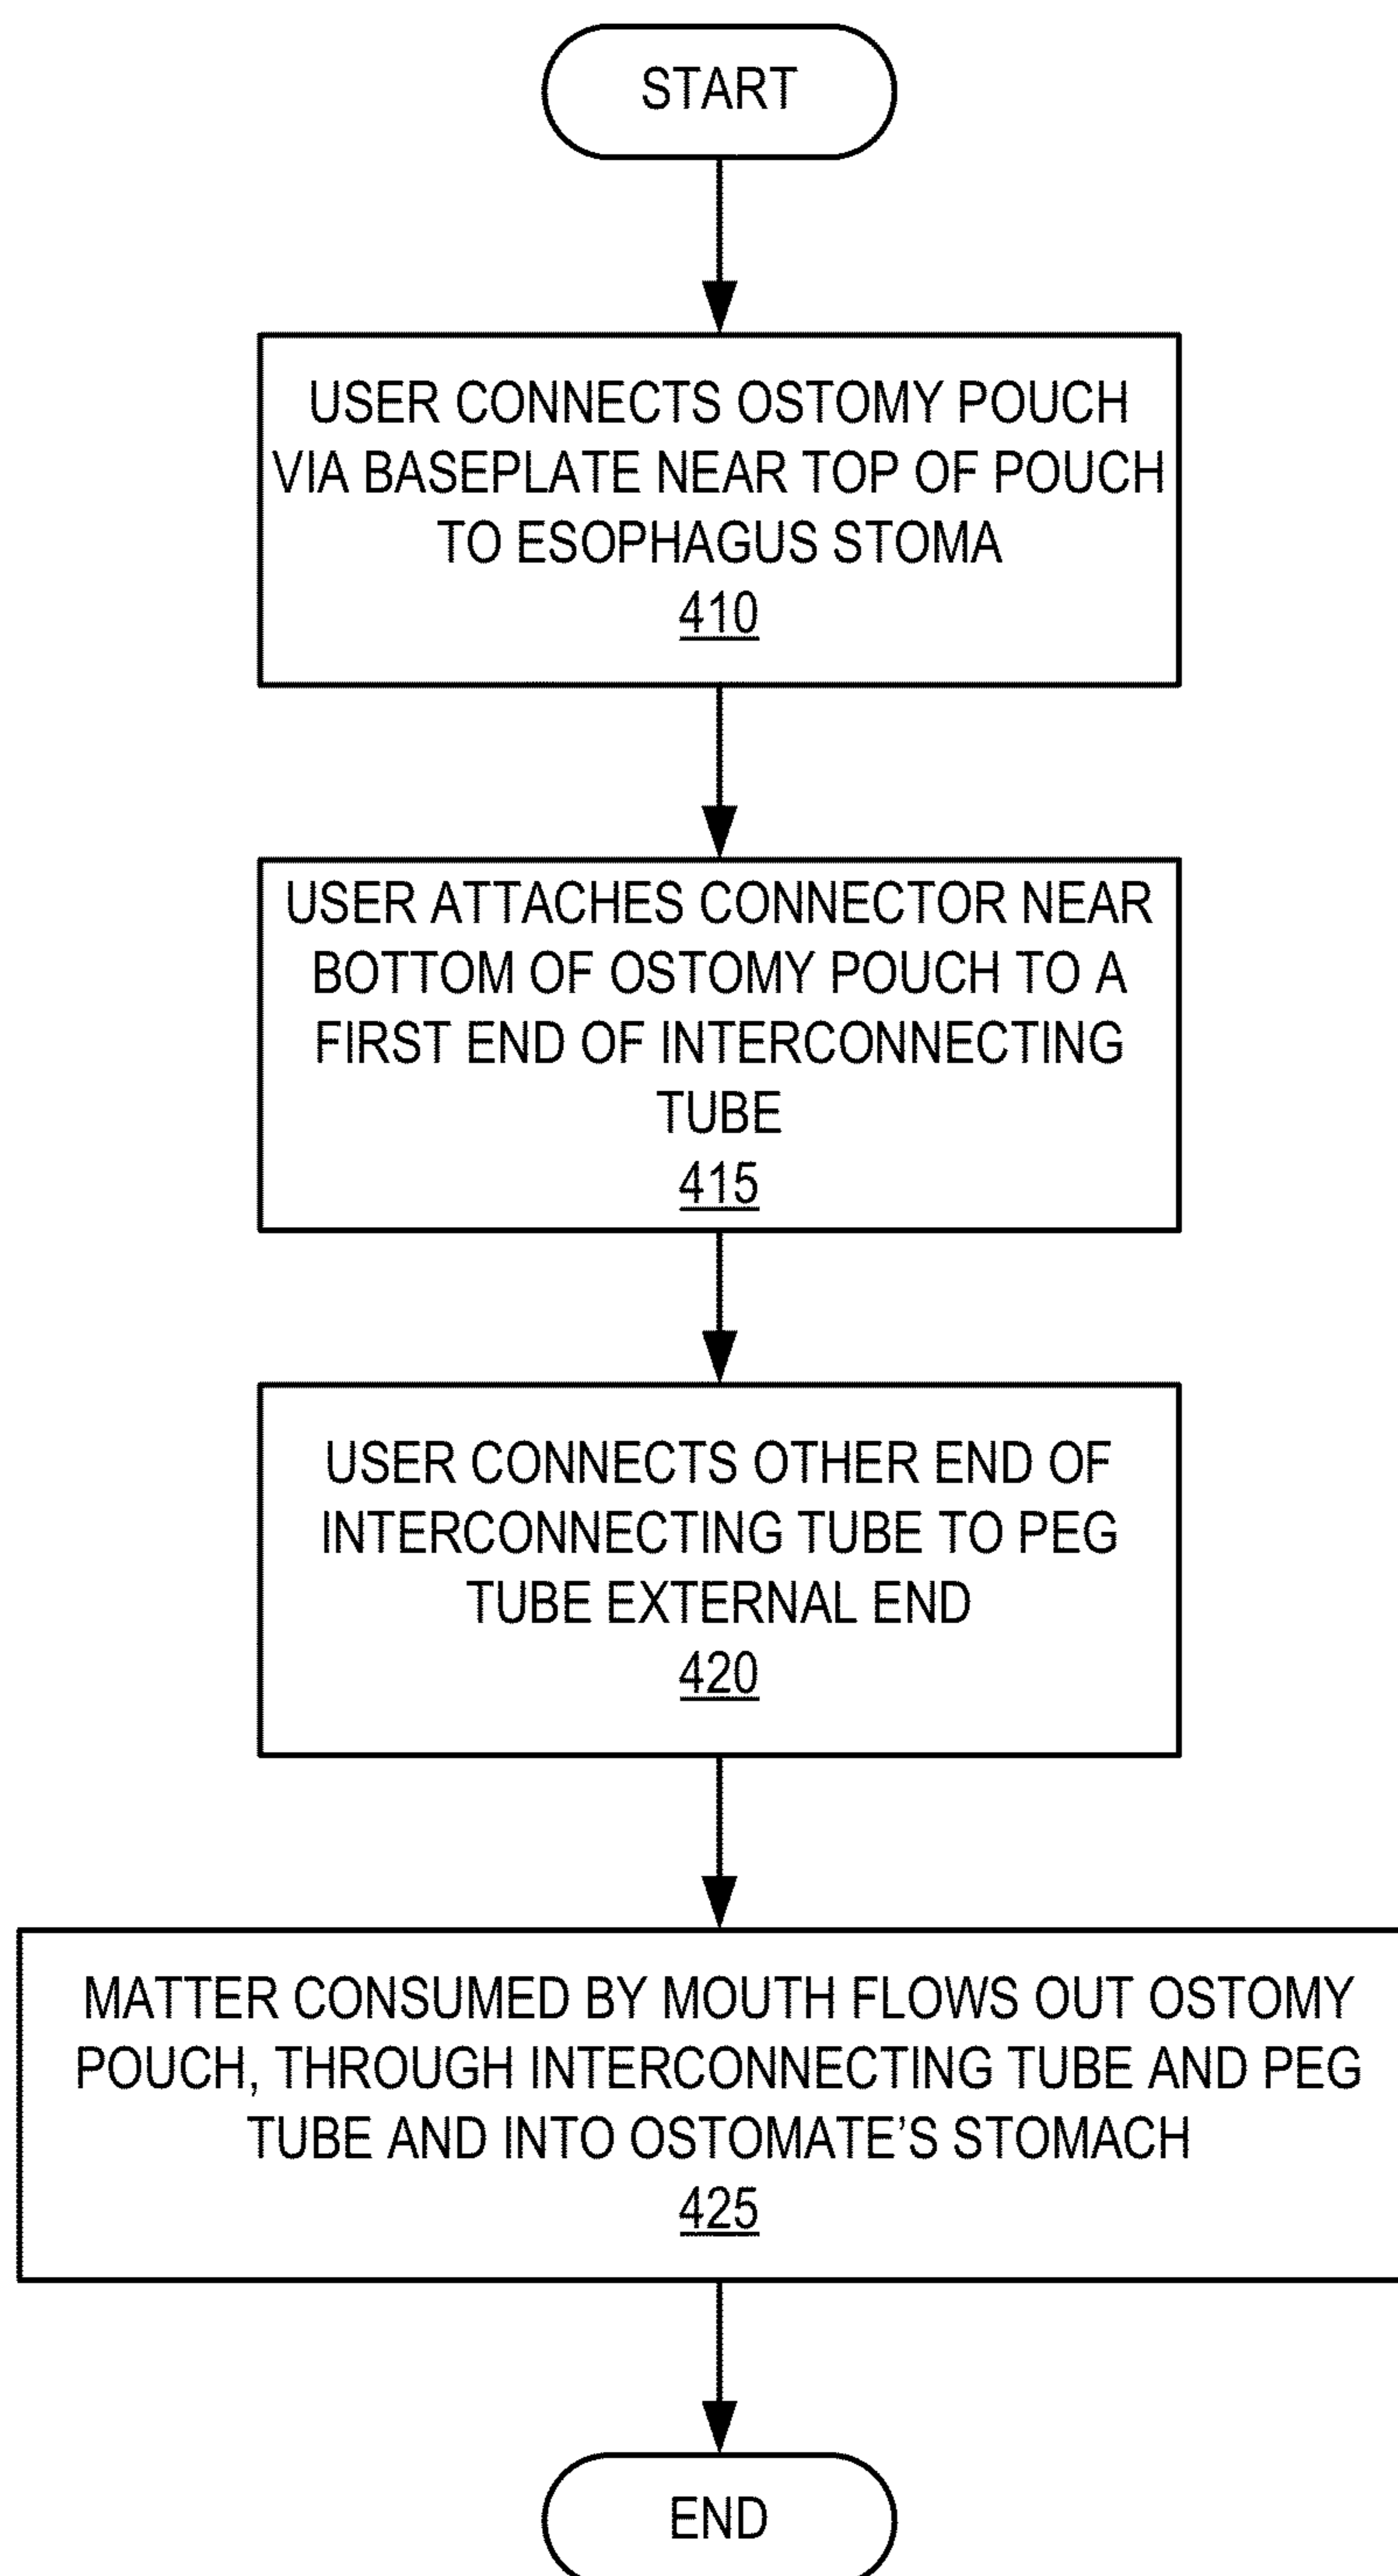 START
USER CONNECTS OSTOMY POUCH
VIA BASEPLATE NEAR TOP OF POUCH
TO ESOPHAGUS STOMA
410
USER ATTACHES CONNECTOR NEAR
BOTTOM OF OSTOMY POUCH TO A
FIRST END OF INTERCONNECTING
TUBE
415
USER CONNECTS OTHER END OF
INTERCONNECTING TUBE TO PEG
TUBE EXTERNAL END
420
MATTER CONSUMED BY MOUTH FLOWS OUT OSTOMY
POUCH, THROUGH INTERCONNECTING TUBE AND PEG
TUBE AND INTO OSTOMATE’S STOMACH
425
END